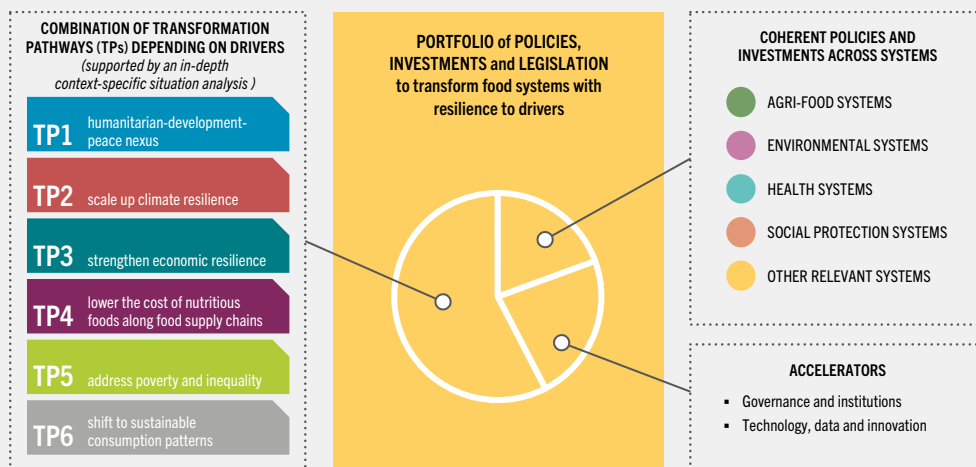 COMBINATION OF TRANSFORMATION
PATHWAYS (TPs) DEPENDING ON DRIVERS
(supported by an in-depth
context-specific situation analysis )
TP1
humanitarian-development-
peace nexus
TP2
scale up climate resilience
TP3
strengthen economic resilience
TP4
lower the cost of nutritious
foods along food supply chains
TP5
address poverty and inequality
TP6
shift to sustainable
consumption patterns
PORTFOLIO of POLICIES,
INVESTMENTS and LEGISLATION
to transform food systems with
resilience to drivers
COHERENT POLICIES AND
INVESTMENTS ACROSS SYSTEMS
AGRI-FOOD SYSTEMS
ENVIRONMENTAL SYSTEMS
HEALTH SYSTEMS
SOCIAL PROTECTION SYSTEMS
OTHER RELEVANT SYSTEMS
ACCELERATORS
▪ Governance and institutions
▪ Technology, data and innovation